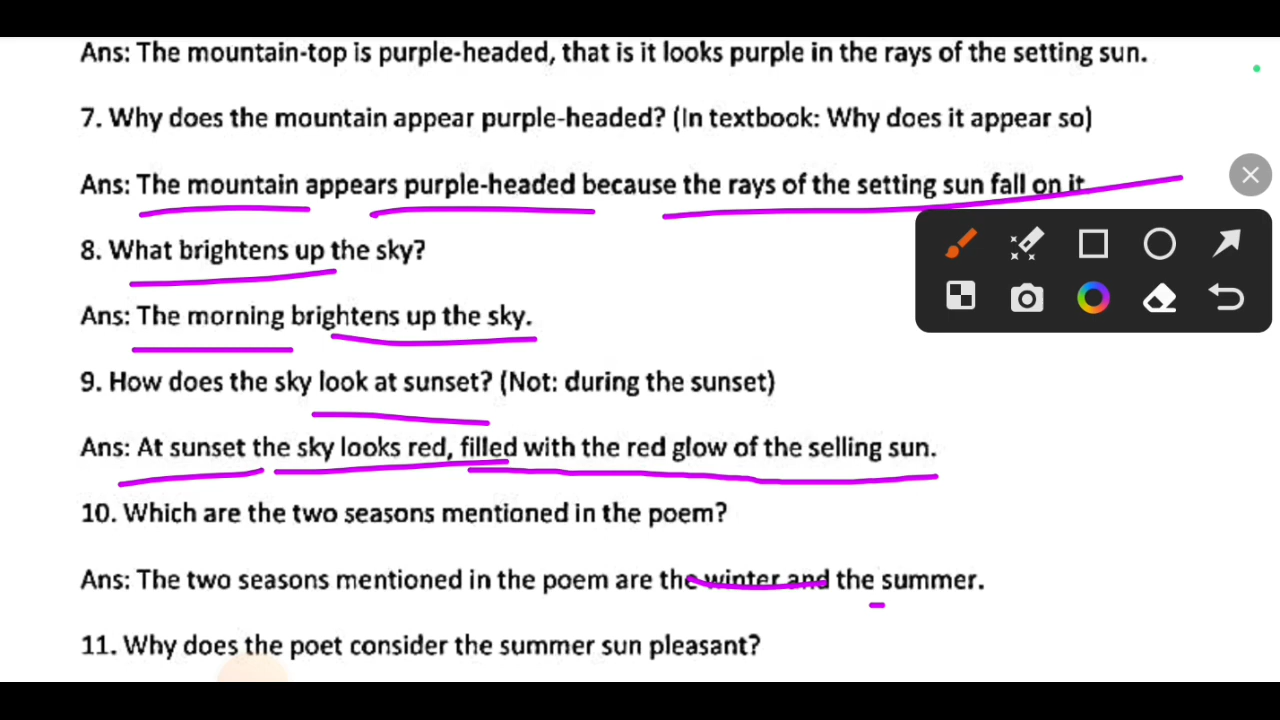 Ans: The mountain-top is purple-headed, that is it looks purple in the rays of the setting sun.
7. Why does the mountain appear purple-headed? (In textbook: Why does it appear so)
Ans: The mountain appears purple-headed because the rays of the setting sun fall on it
8. What brightens up the sky?
Ans: The morning brightens up the sky.
9. How does the sky look at sunset? (Not: during the sunset)
Ans: At sunset the sky looks red, filled with the red glow of the selling sun.
10. Which are the two seasons mentioned in the poem?
Ans: The two seasons mentioned in the poem are the winter and the summer.
11. Why does the poet consider the summer sun pleasant?